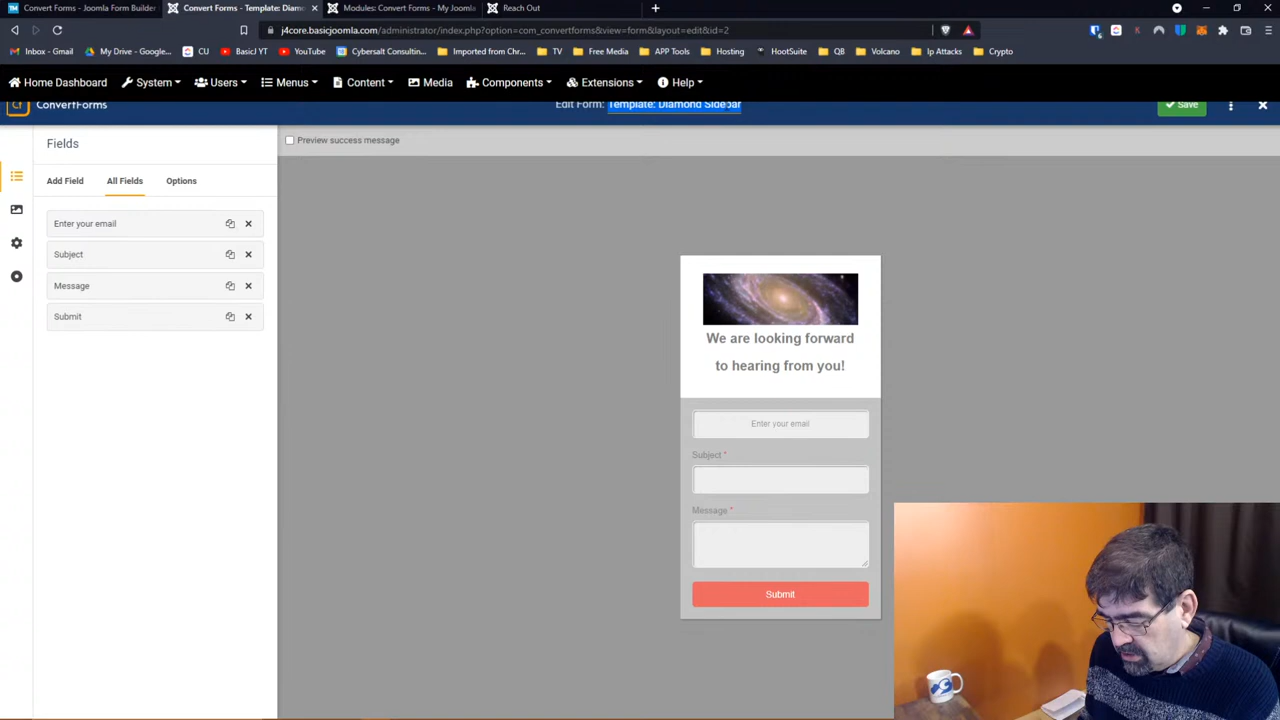 Convert Forms - Joomla Form Builder
Convert Forms - Template: Diam
Modules: Convert Forms - My Joomla
Reach Out
j4core.basicjoomla.com/administrator/index.php?option=com_convertforms&view=form&layout=edit&id=2
Inbox - Gmail
My Drive - Google...
CU
BasicJ YT
YouTube
Cybersalt Consultin...
Imported from Chr...
TV
Free Media
APP Tools
Hosting
HootSuite
QB
Volcano
Ip Attacks
Crypto
Home Dashboard
System
Users
Menus
Content
Media
Components
Extensions
Help
Cf
ConvertForms
Edit Form: Template: Diamond Sidebar
Save
Fields
Preview success message
Add Field
All Fields
Options
Enter your email
Subject
Message
Submit
We are looking forward
to hearing from you!
Enter your email
Subject *
Message *
Submit